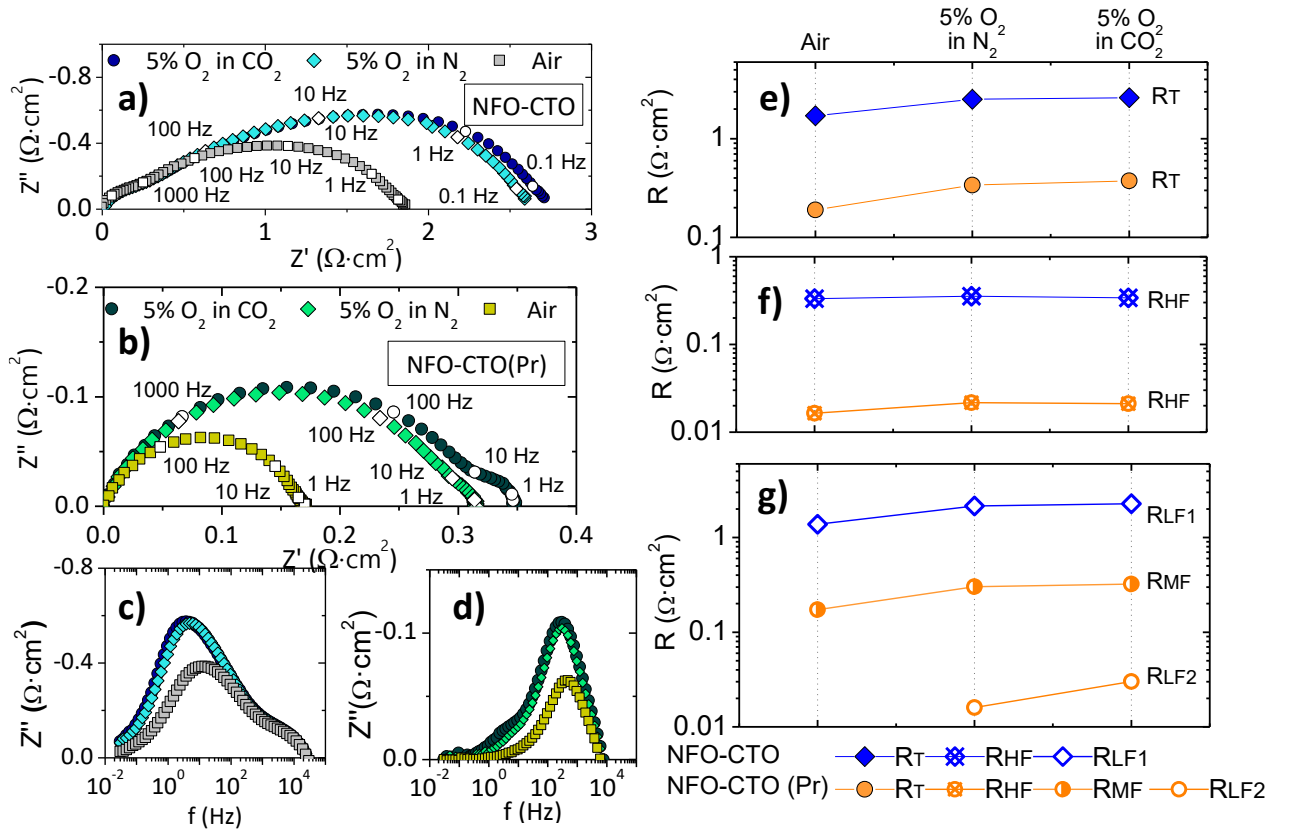 5% O2 in CO2 5% O2 in N2 Air
a)
NFO-CTO
10 Hz
10 Hz
100 Hz
100 Hz
10 Hz
1 Hz
1 Hz
0.1 Hz
0.1 Hz
1000 Hz
-0.8
-0.4
0.0
Z'' (Ω·cm2)
0 1 2 3
Z' (Ω·cm2)
5% O2 in CO2 5% O2 in N2 Air
b)
NFO-CTO(Pr)
1000 Hz
100 Hz
100 Hz
100 Hz
10 Hz
10 Hz
10 Hz
1 Hz
1 Hz
1 Hz
-0.2
-0.1
0.0
Z'' (Ω·cm2)
0.0 0.1 0.2 0.3 0.4
Z' (Ω·cm2)
c)
-0.8
-0.4
0.0
Z'' (Ω·cm2)
10-2 100 102 104
f (Hz)
d)
-0.1
-0.0
Z''(Ω·cm2)
10-2 100 102 104
f (Hz)
Air
5% O2
in N2
5% O2
in CO2
e)
RT
RT
1
0.1
R (Ω·cm2)
f)
RHF
RHF
1
0.1
0.01
R (Ω·cm2)
g)
RLF1
RMF
RLF2
1
0.1
0.01
R (Ω·cm2)
NFO-CTO RT RHF RLF1
NFO-CTO (Pr) RT RHF RMF RLF2